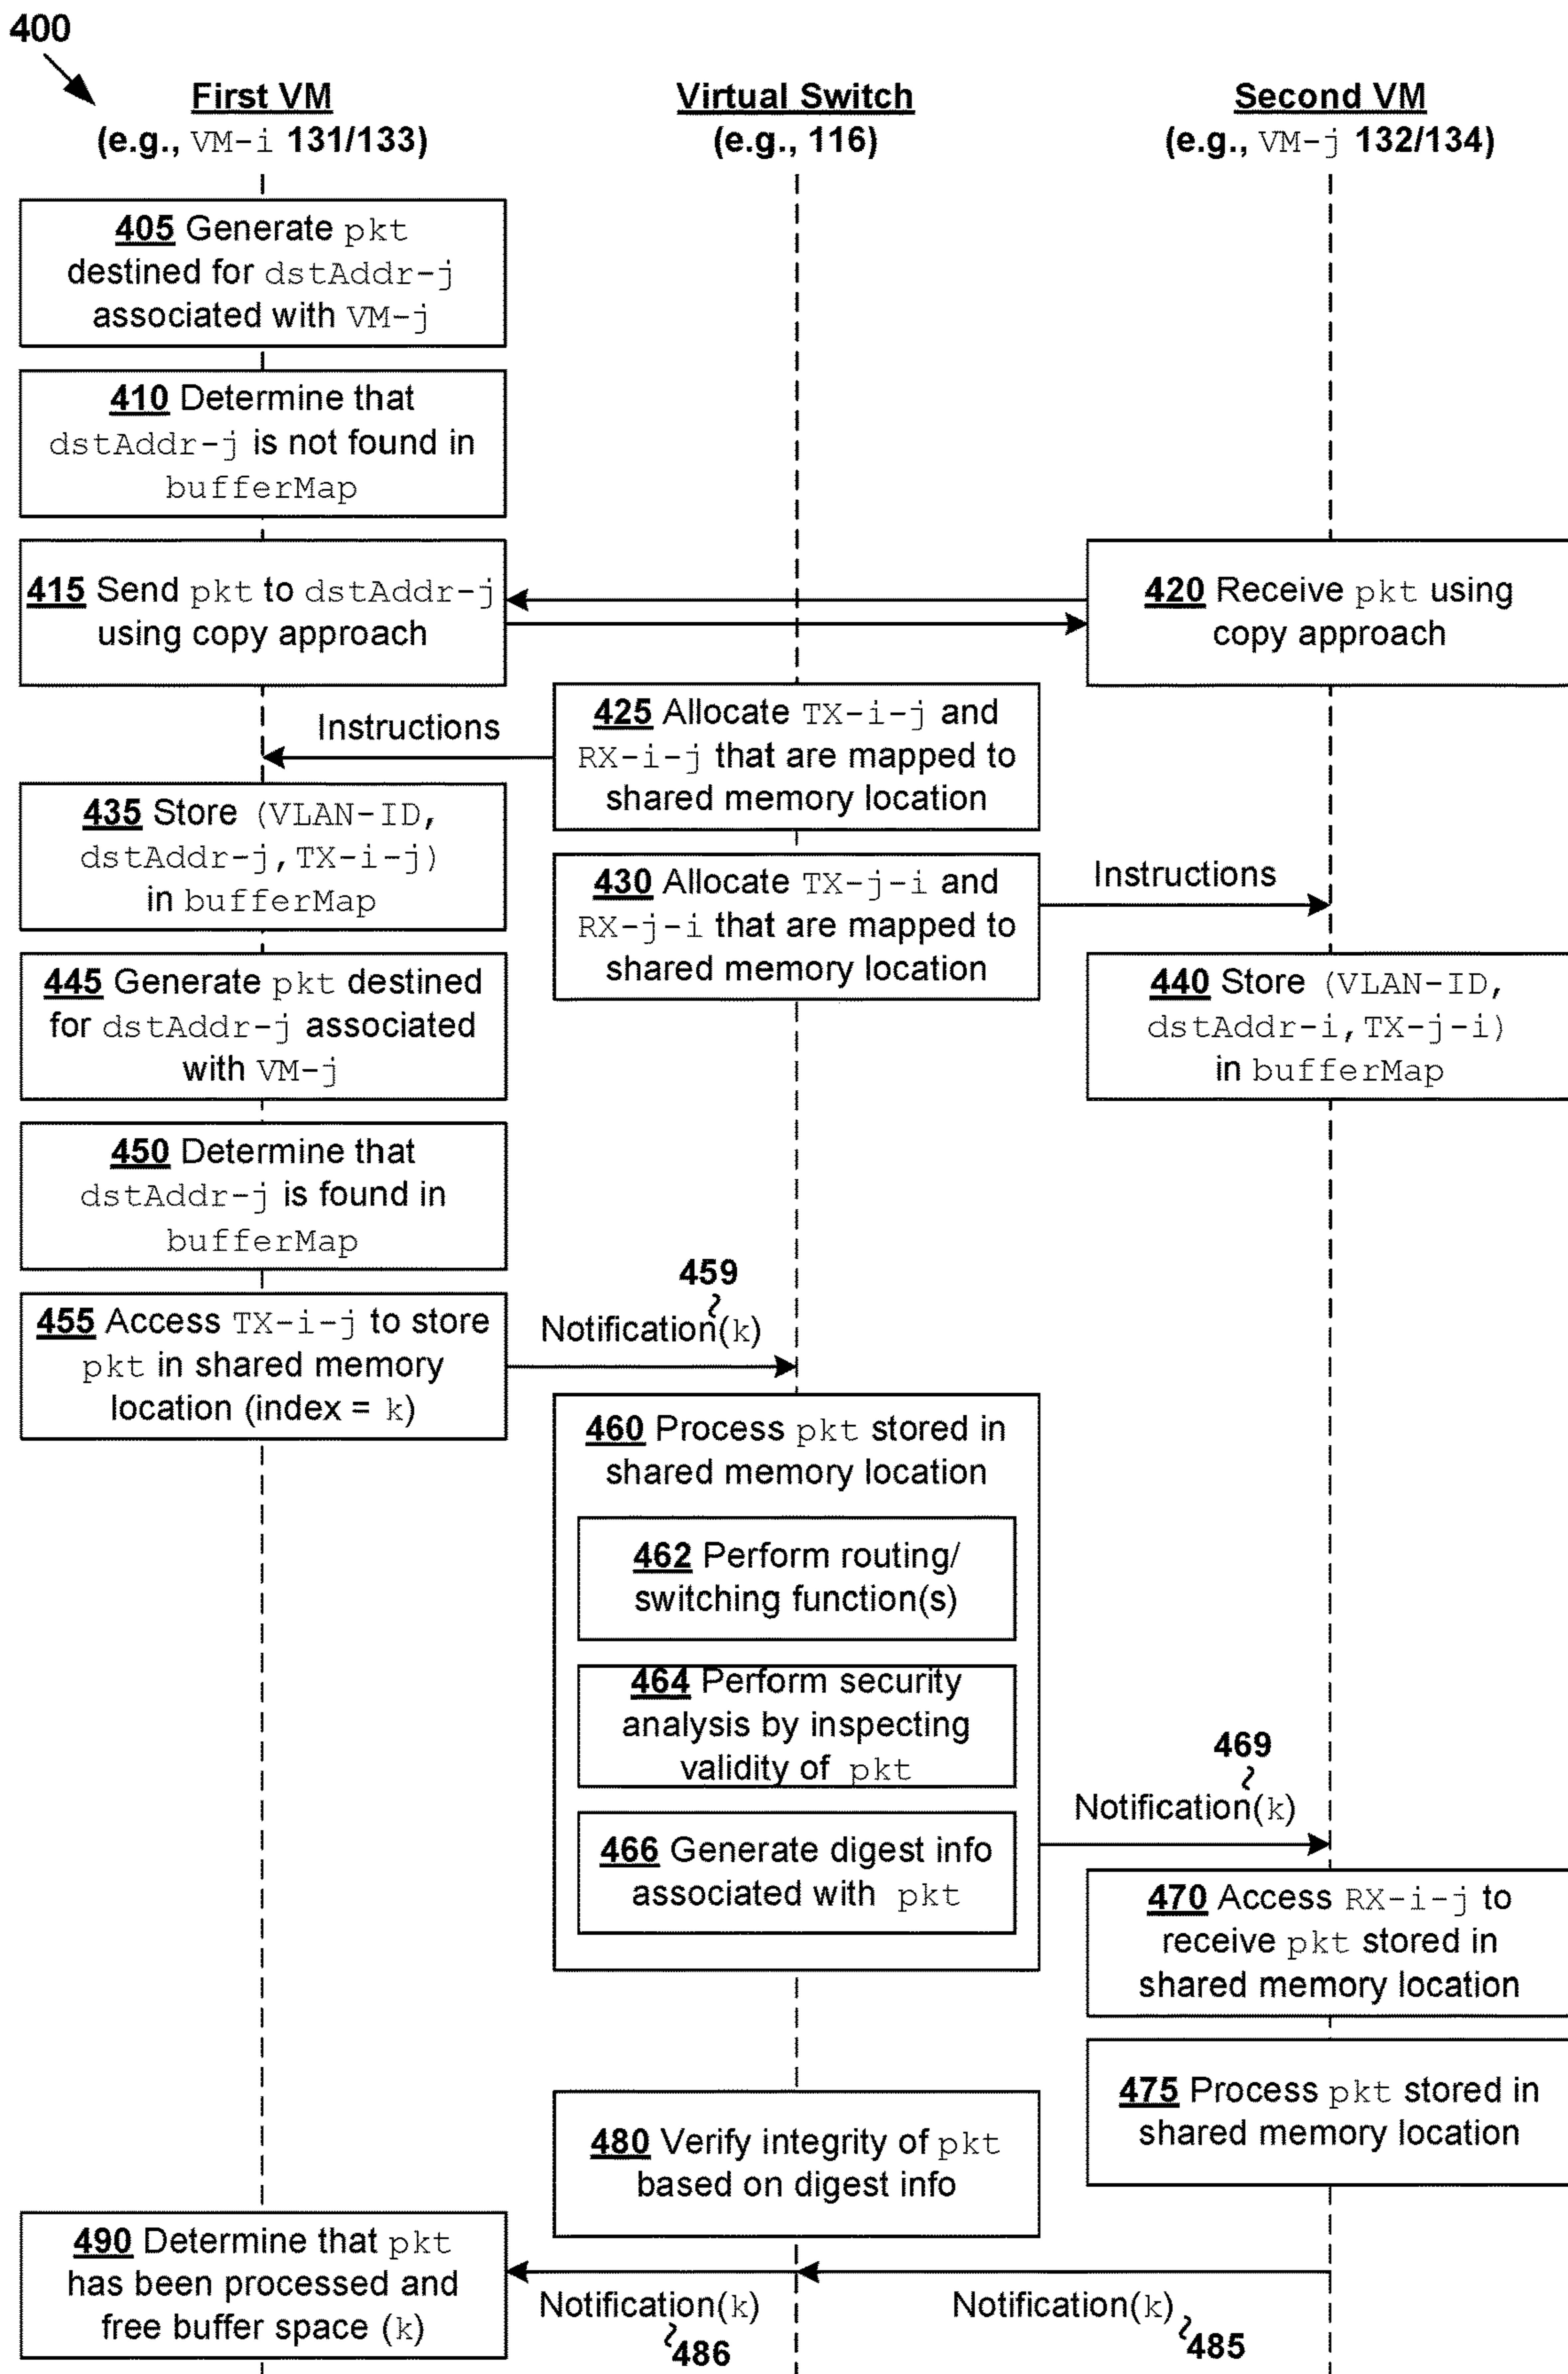 400
First VM
(e.g., VM-i 131/133)
Virtual Switch
(e.g., 116)
Second VM
(e.g., VM-j 132/134)
405 Generate pkt
destined for dstAddr-j
associated with VM-j
410 Determine that
dstAddr-j is not found in
bufferMap
415 Send pkt to dstAddr-j
using copy approach
420 Receive pkt using
copy approach
425 Allocate TX-i-j and
RX-i-j that are mapped to
shared memory location
Instructions
435 Store (VLAN-ID,
dstAddr-j,TX-i-j)
in bufferMap
430 Allocate TX-j-i and
RX-j-i that are mapped to
shared memory location
Instructions
440 Store (VLAN-ID,
dstAddr-i,TX-j-i)
in bufferMap
445 Generate pkt destined
for dstAddr-j associated
with VM-j
450 Determine that
dstAddr-j is found in
bufferMap
455 Access TX-i-j to store
pkt in shared memory
location (index = k)
459
Notification(k)
460 Process pkt stored in
shared memory location
462 Perform routing/
switching function(s)
464 Perform security
analysis by inspecting
validity of pkt
466 Generate digest info
associated with pkt
469
Notification(k)
470 Access RX-i-j to
receive pkt stored in
shared memory location
475 Process pkt stored in
shared memory location
480 Verify integrity of pkt
based on digest info
490 Determine that pkt
has been processed and
free buffer space (k)
Notification(k)
486
Notification(k)
485